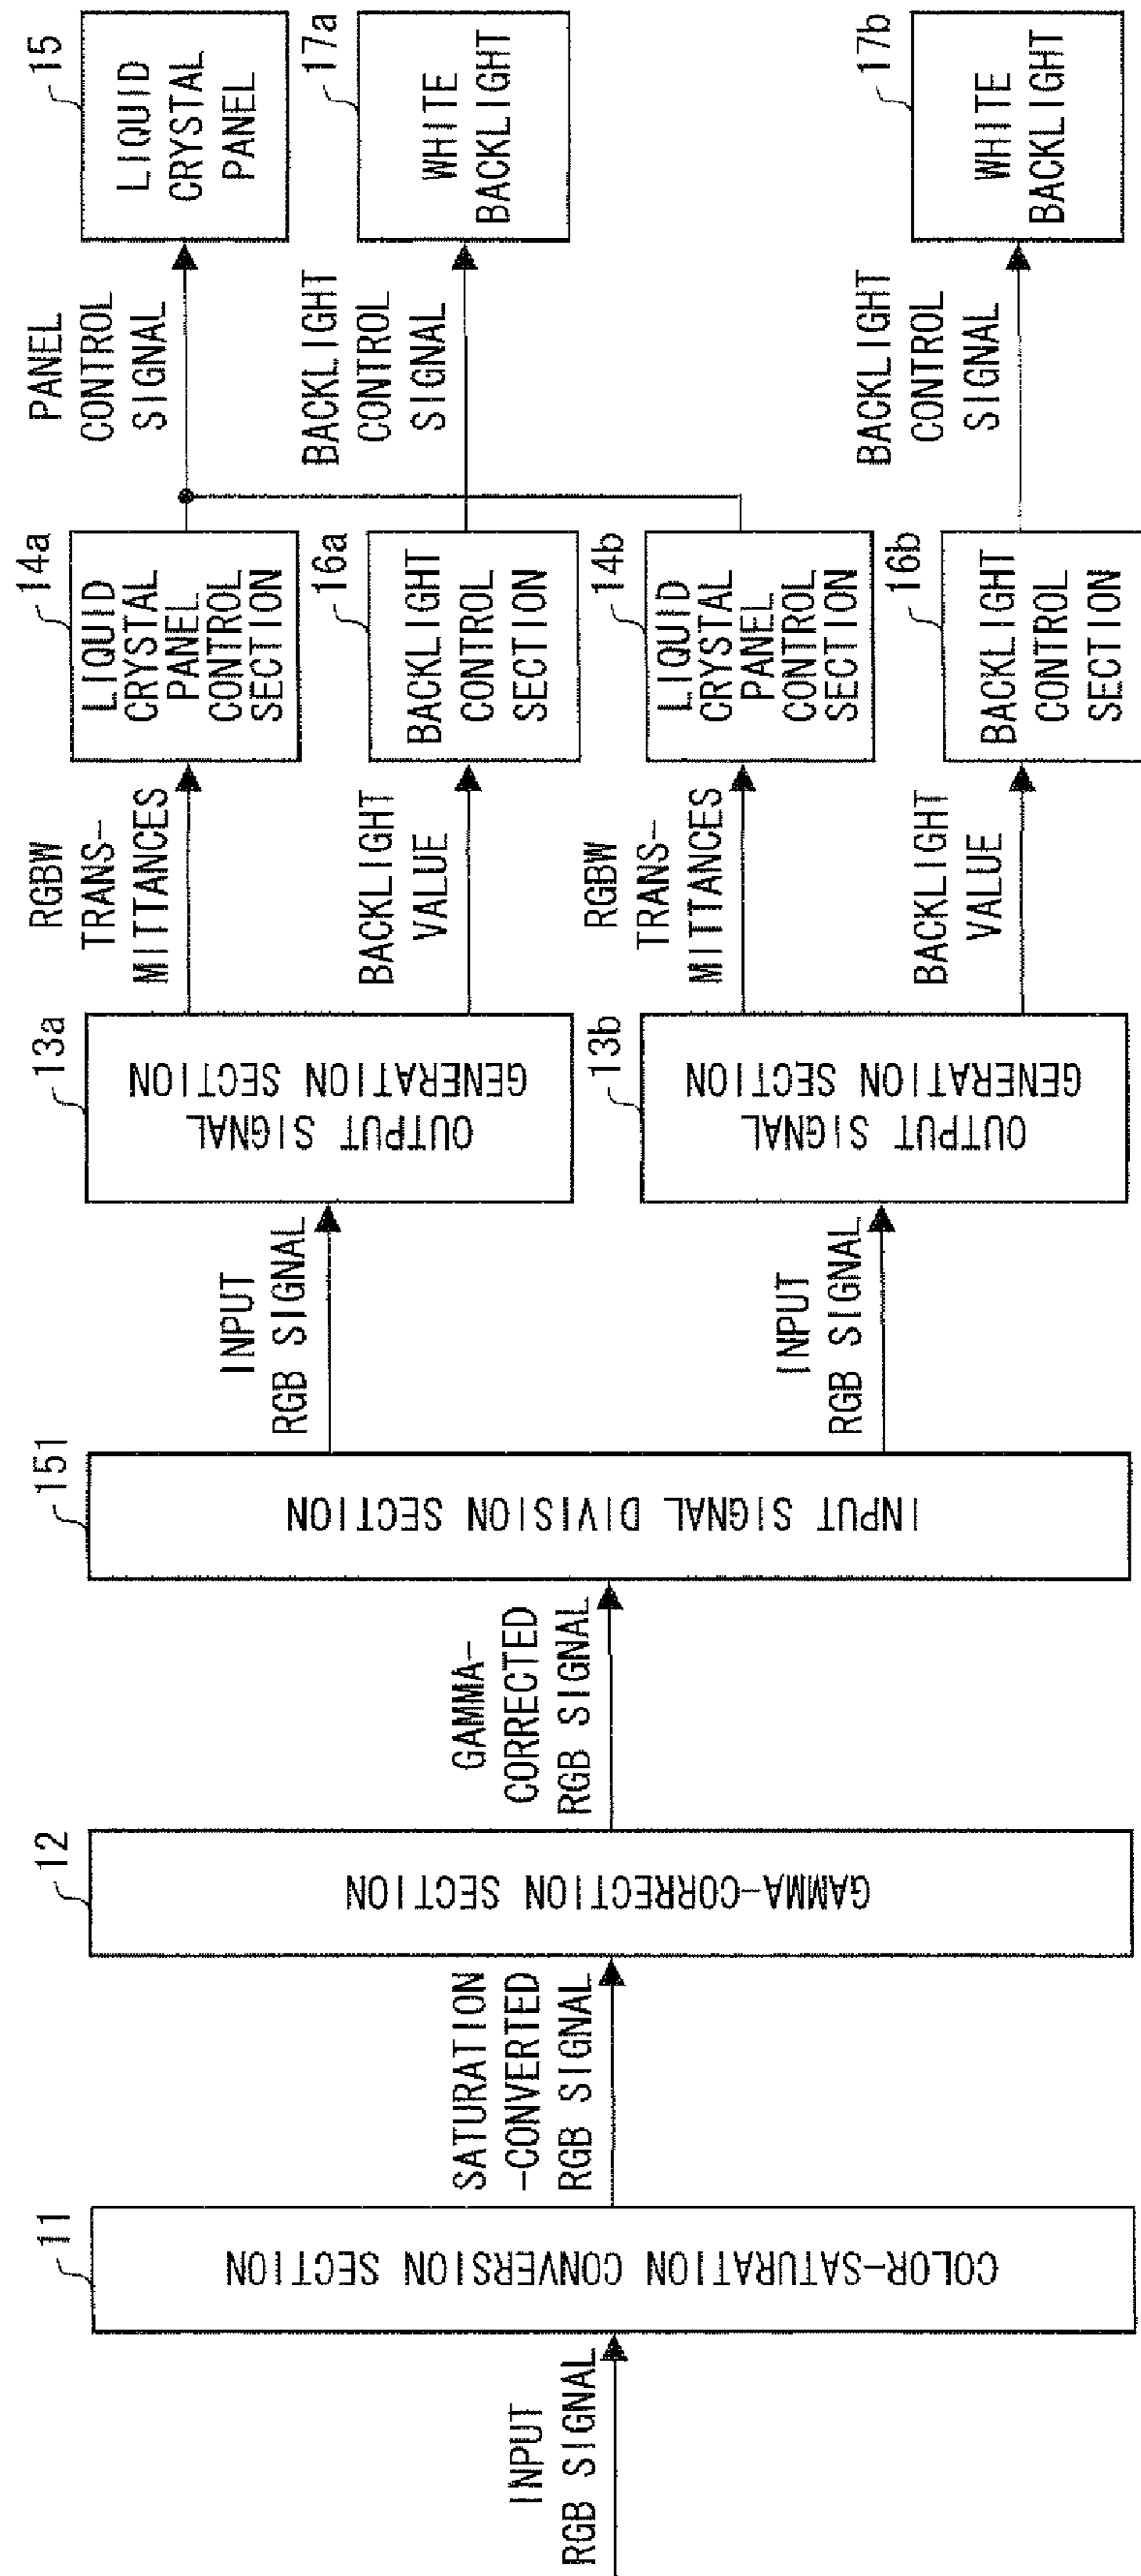 INPUT
RGB SIGNAL
11
COLOR-SATURATION CONVERSION SECTION
SATURATION
-CONVERTED
RGB SIGNAL
12
GAMMA-CORRECTION SECTION
GAMMA-
CORRECTED
RGB SIGNAL
151
INPUT SIGNAL DIVISION SECTION
INPUT
RGB SIGNAL
13a
OUTPUT SIGNAL
GENERATION SECTION
RGBW
TRANS-
MITTANCES
14a
LIQUID
CRYSTAL
PANEL
CONTROL
SECTION
PANEL
CONTROL
SIGNAL
15
LIQUID
CRYSTAL
PANEL
BACKLIGHT
VALUE
16a
BACKLIGHT
CONTROL
SECTION
BACKLIGHT
CONTROL
SIGNAL
17a
WHITE
BACKLIGHT
INPUT
RGB SIGNAL
13b
OUTPUT SIGNAL
GENERATION SECTION
RGBW
TRANS-
MITTANCES
14b
LIQUID
CRYSTAL
PANEL
CONTROL
SECTION
BACKLIGHT
VALUE
16b
BACKLIGHT
CONTROL
SECTION
BACKLIGHT
CONTROL
SIGNAL
17b
WHITE
BACKLIGHT